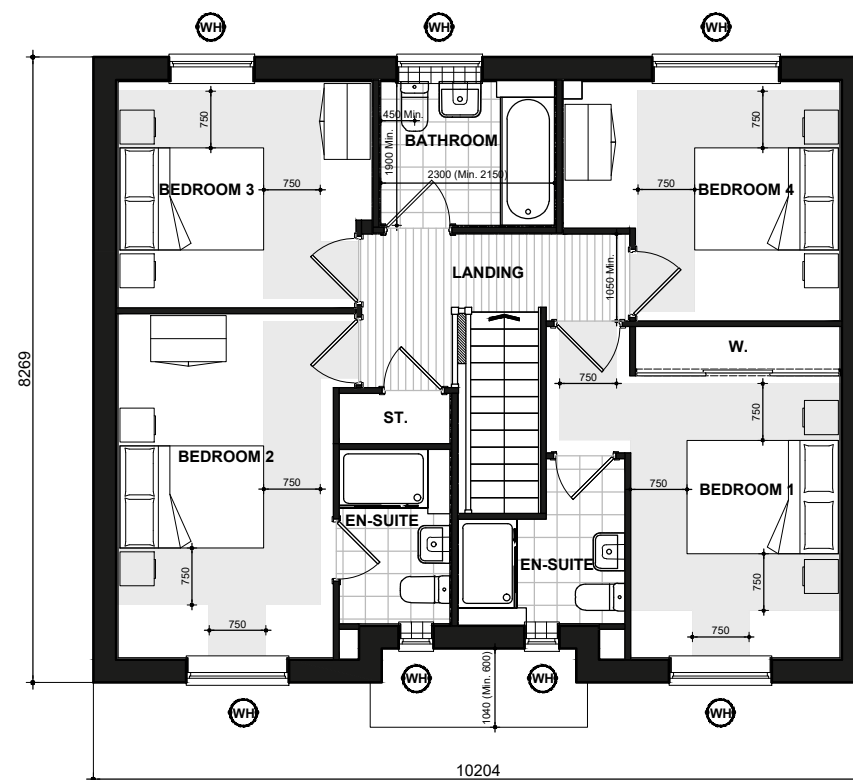 WH
WH
WH
750
450 Min.
750
BATHROOM
1900 Min.
2300 (Min. 2150)
BEDROOM 3
750
750
BEDROOM 4
LANDING
1050 Min.
8269
W.
750
750
ST.
BEDROOM 2
750
750
BEDROOM 1
EN-SUITE
EN-SUITE
750
750
750
750
1040 (Min. 600)
WH
WH
WH
WH
10204